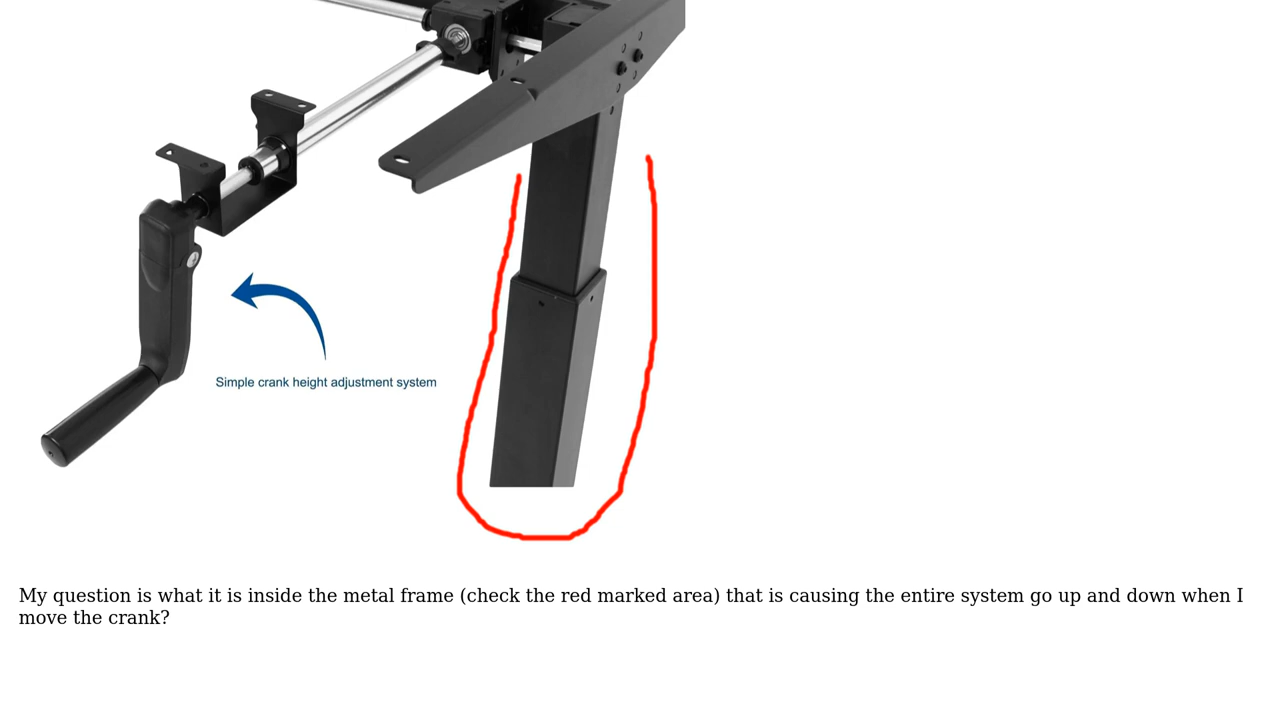 Simple crank height adjustment system
My question is what it is inside the metal frame (check the red marked area) that is causing the entire system go up and down when I
move the crank?